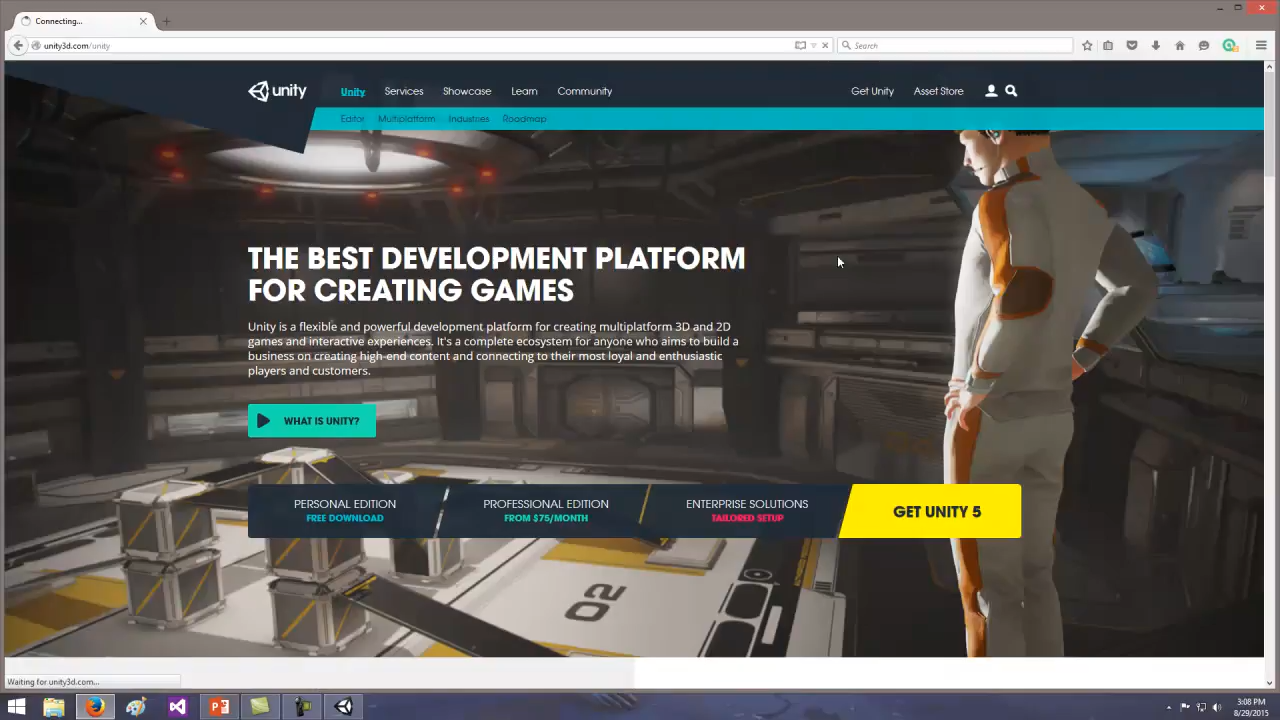 Connecting...
unity3d.com/unity
Search
unity
Unity Services Showcase Learn Community Get Unity Asset Store
Editor Multiplatform Industries Roadmap
THE BEST DEVELOPMENT PLATFORM
FOR CREATING GAMES
Unity is a flexible and powerful development platform for creating multiplatform 3D and 2D
games and interactive experiences. It's a complete ecosystem for anyone who aims to build a
business on creating high-end content and connecting to their most loyal and enthusiastic
players and customers.
WHAT IS UNITY?
PERSONAL EDITION
FREE DOWNLOAD
PROFESSIONAL EDITION
FROM $75/MONTH
ENTERPRISE SOLUTIONS
TAILORED SETUP
GET UNITY 5
02
Waiting for unity3d.com...
3:08 PM
8/29/2015